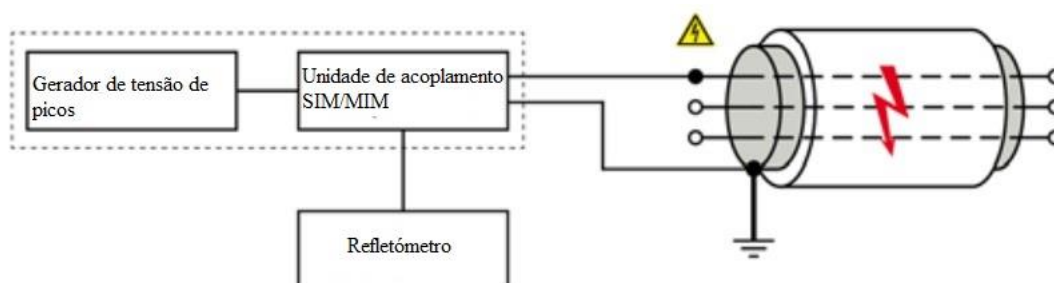 Gerador de tensão de
picos
Unidade de acoplamento
SIM/MIM
Refletómetro